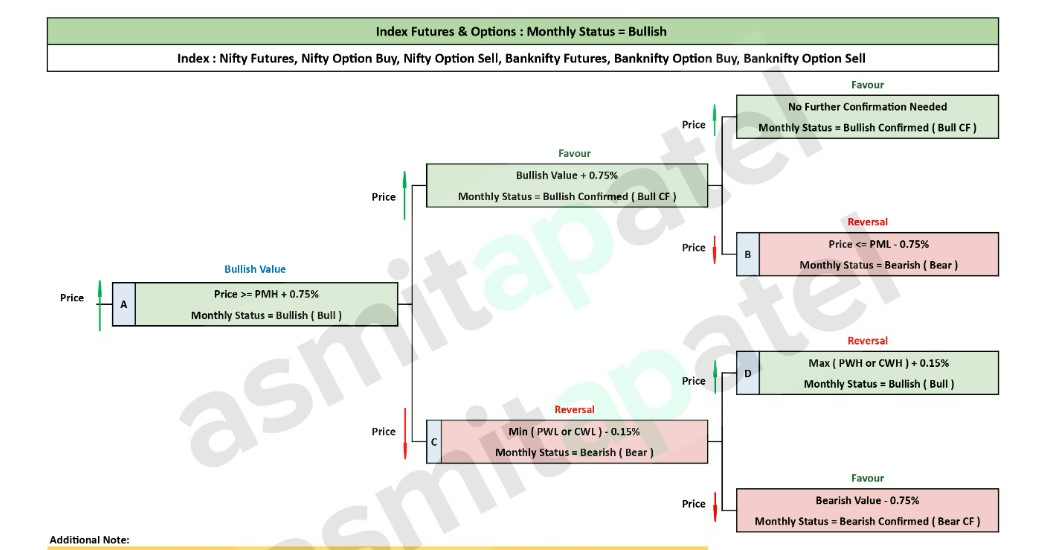 Index Futures & Options : Monthly Status = Bullish
Index : Nifty Futures, Nifty Option Buy, Nifty Option Sell, Banknifty Futures, Banknifty Option Buy, Banknifty Option Sell
Favour
Price
No Further Confirmation Needed
Monthly Status = Bullish Confirmed ( Bull CF )
Favour
Price
Bullish Value + 0.75%
Monthly Status = Bullish Confirmed ( Bull CF )
Reversal
Price
B
Price <= PML - 0.75%
Monthly Status = Bearish ( Bear )
Bullish Value
Price
A
Price >= PMH + 0.75%
Monthly Status = Bullish ( Bull )
Reversal
Price
D
Max ( PWH or CWH ) + 0.15%
Monthly Status = Bullish ( Bull )
Reversal
Price
C
Min ( PWL or CWL ) - 0.15%
Monthly Status = Bearish ( Bear )
Favour
Price
Bearish Value - 0.75%
Monthly Status = Bearish Confirmed ( Bear CF )
Additional Note:
asmitapatel
asmitapatel